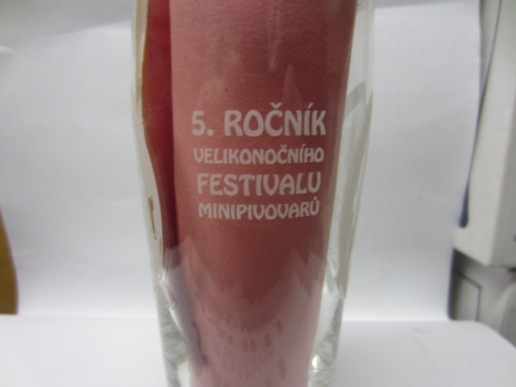 5. ROČNÍK
VELIKONOČNÍHO
FESTIVALU
MINIPIVOVARŮ